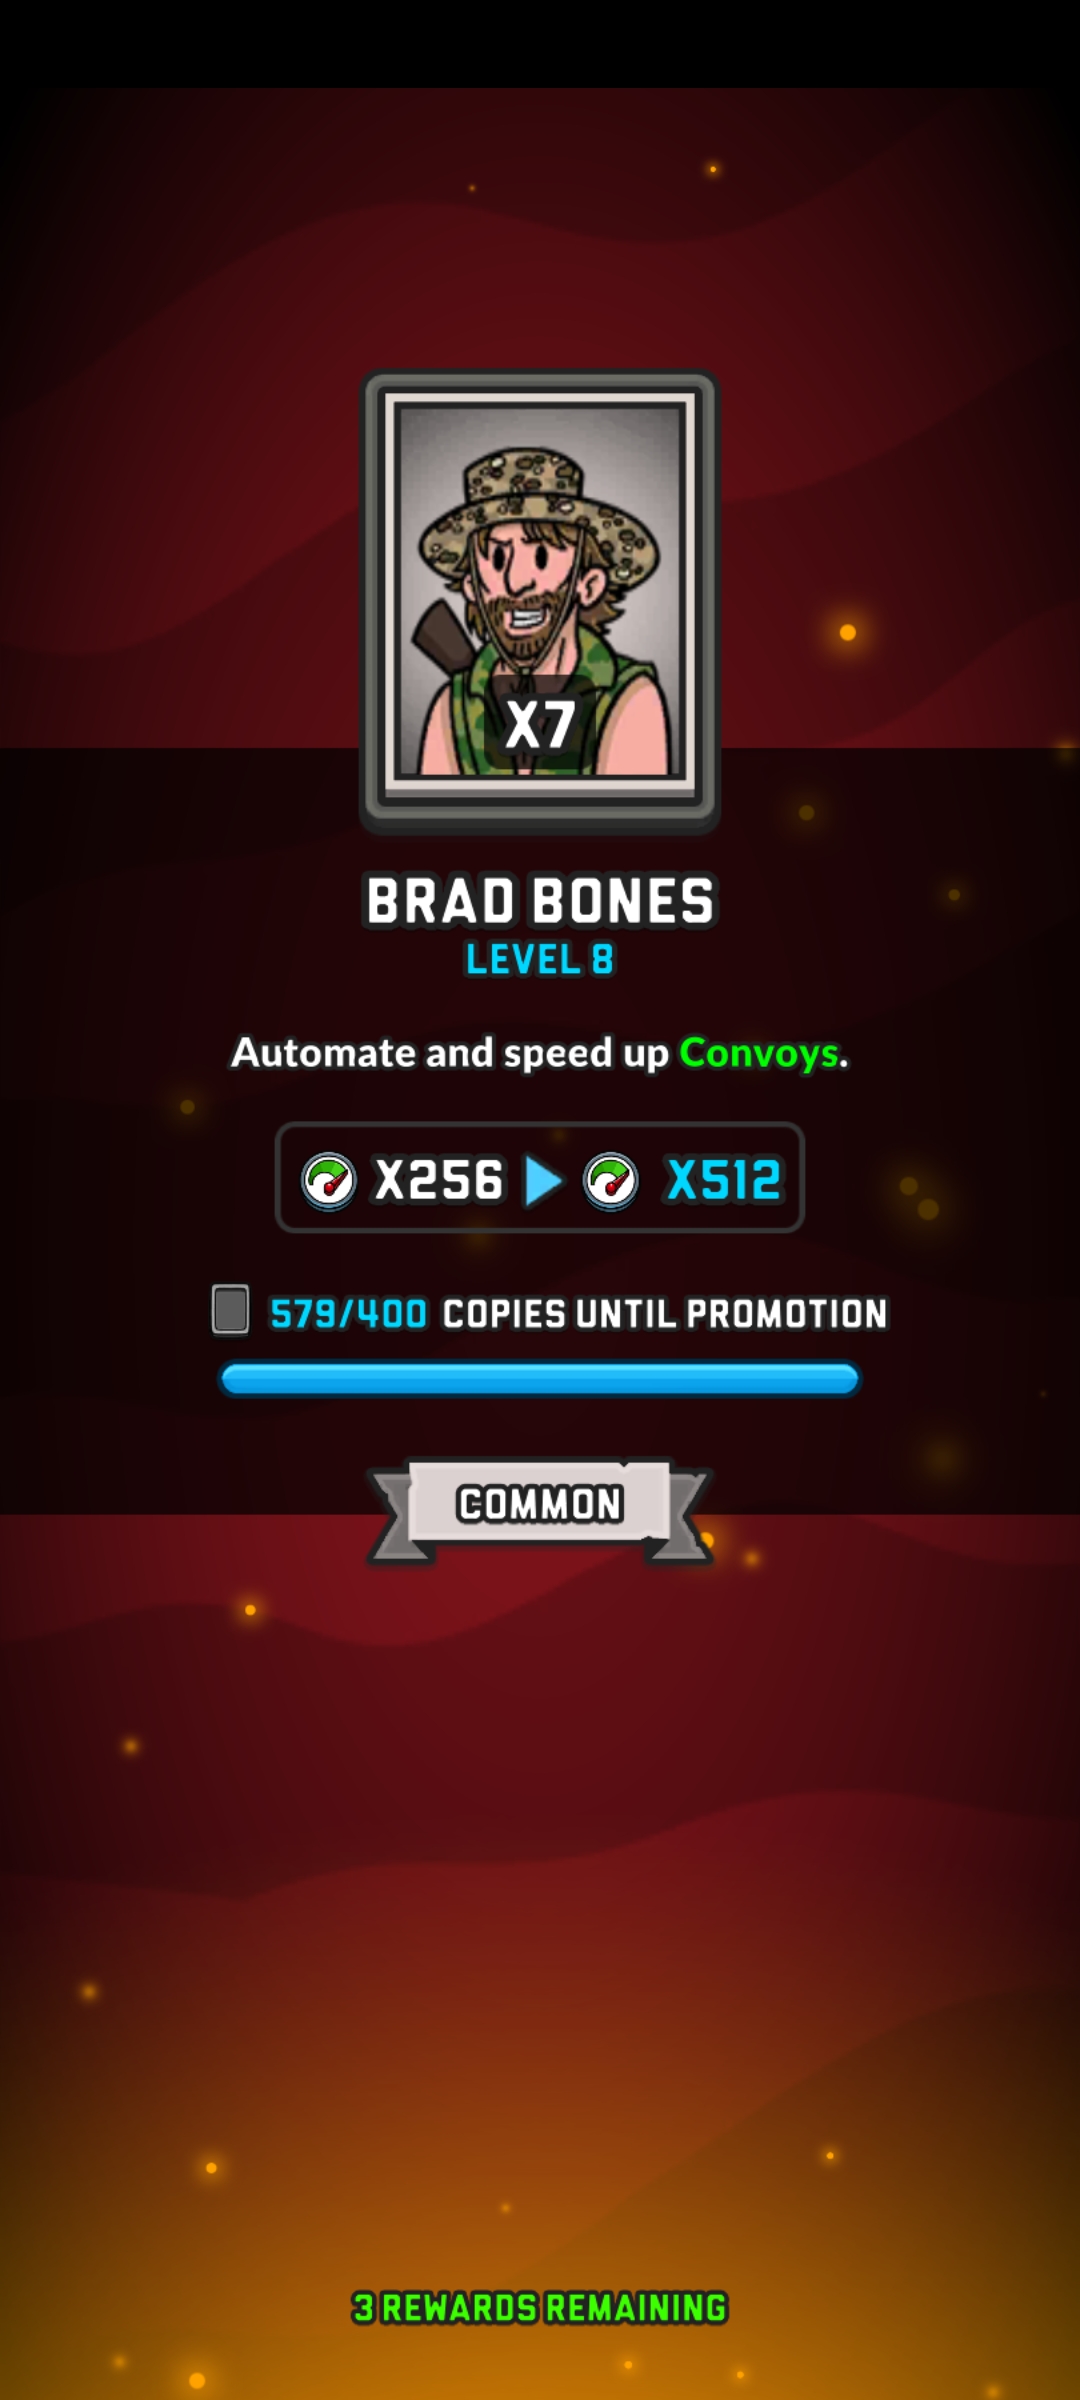 X7
BRAD BONES
LEVEL 8
Automate and speed up Convoys.
X256 X512
579/400 COPIES UNTIL PROMOTION
COMMON
3 REWARDS REMAINING